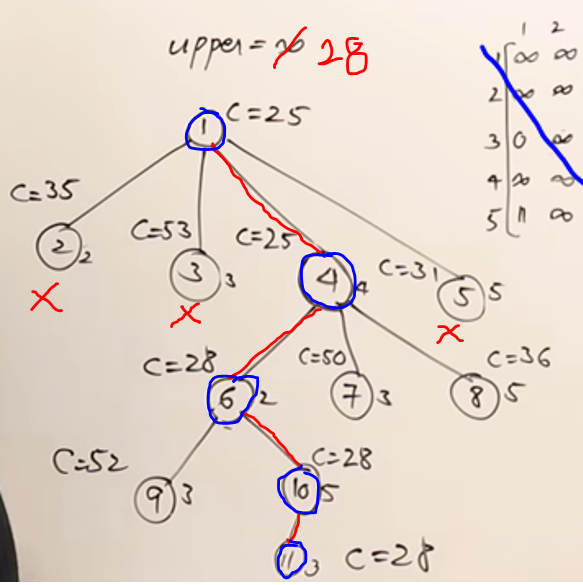 upper = ∞ 28
1 2
1 ∞ ∞
2 ∞ ∞
3 0 ∞
4 ∞ ∞
5 11 ∞
1 C=25
C=35 C=53 C=25 C=31
2 2 3 3 4 4 5 5
X X X
C=28 C=50 C=36
6 2 7 3 8 5
C=52 C=28
9 3 10 5
11 3 C=28